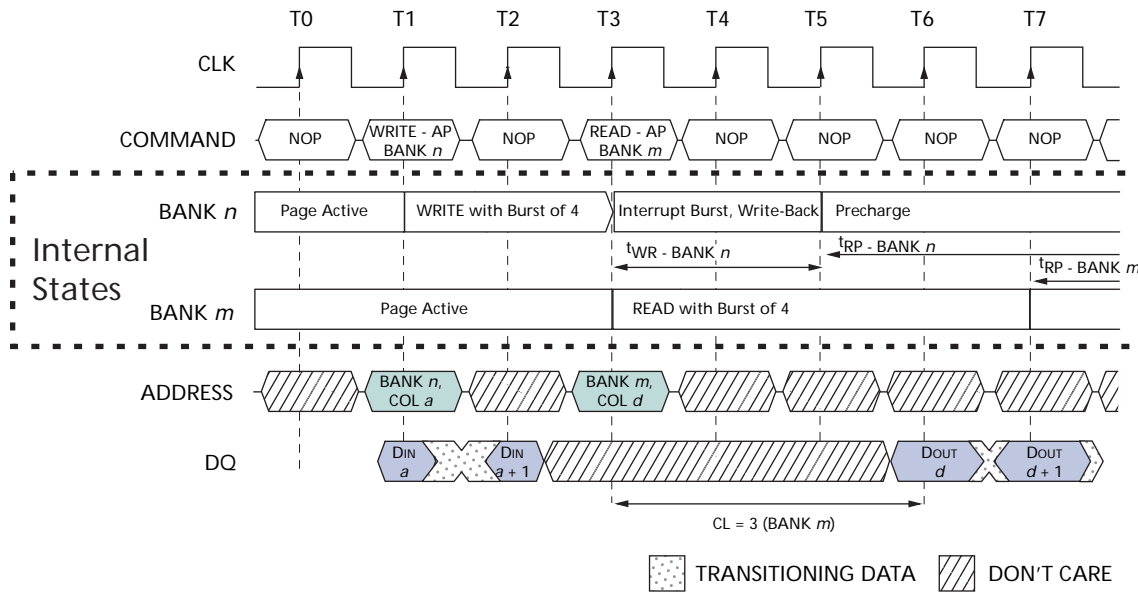 T0 T1 T2 T3 T4 T5 T6 T7
CLK
COMMAND NOP WRITE - AP NOP READ - AP NOP NOP NOP NOP
BANK n BANK m
BANK n Page Active WRITE with Burst of 4 Interrupt Burst, Write-Back Precharge
Internal
States
tWR - BANK n tRP - BANK n
tRP - BANK m
BANK m Page Active READ with Burst of 4
ADDRESS BANK n, BANK m,
COL a COL d
DQ DIN DIN DOUT DOUT
a a + 1 d d + 1
CL = 3 (BANK m)
TRANSITIONING DATA DON'T CARE